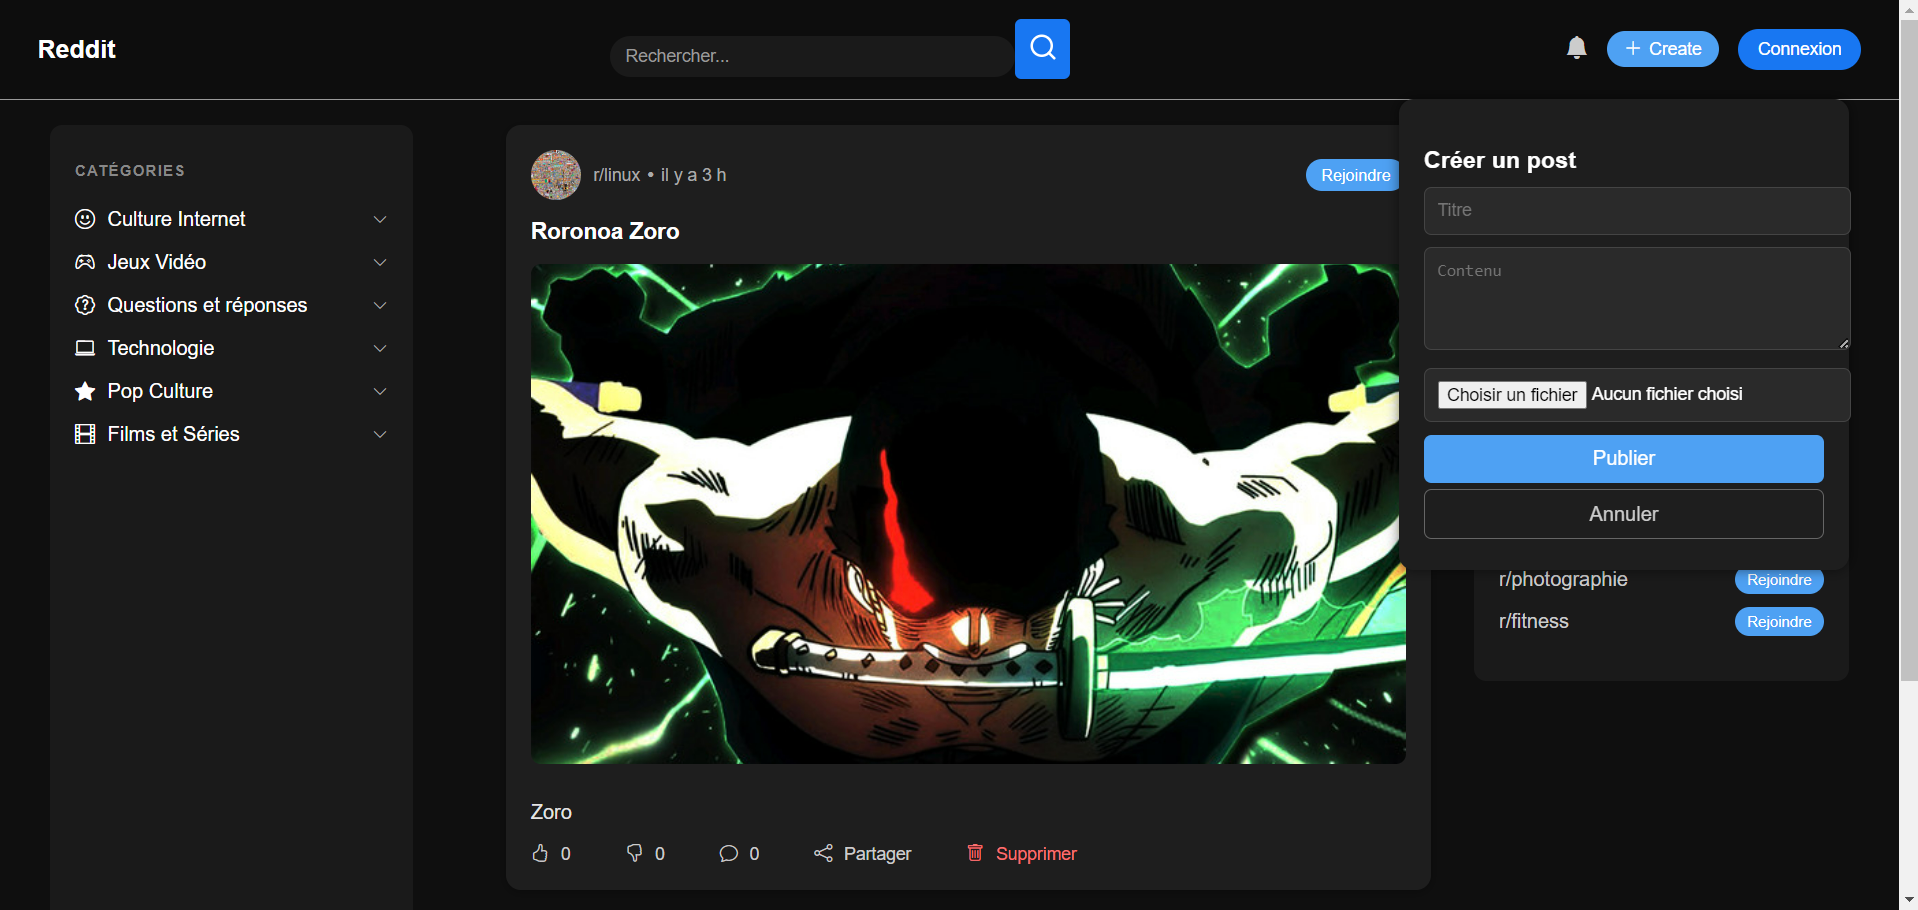 Reddit
Rechercher...
Create
Connexion
CATÉGORIES
Culture Internet
Jeux Vidéo
Questions et réponses
Technologie
Pop Culture
Films et Séries
r/linux • il y a 3 h
Rejoindre
Roronoa Zoro
Zoro
0
0
0
Partager
Supprimer
Créer un post
Titre
Contenu
Choisir un fichier Aucun fichier choisi
Publier
Annuler
r/photographie Rejoindre
r/fitness Rejoindre